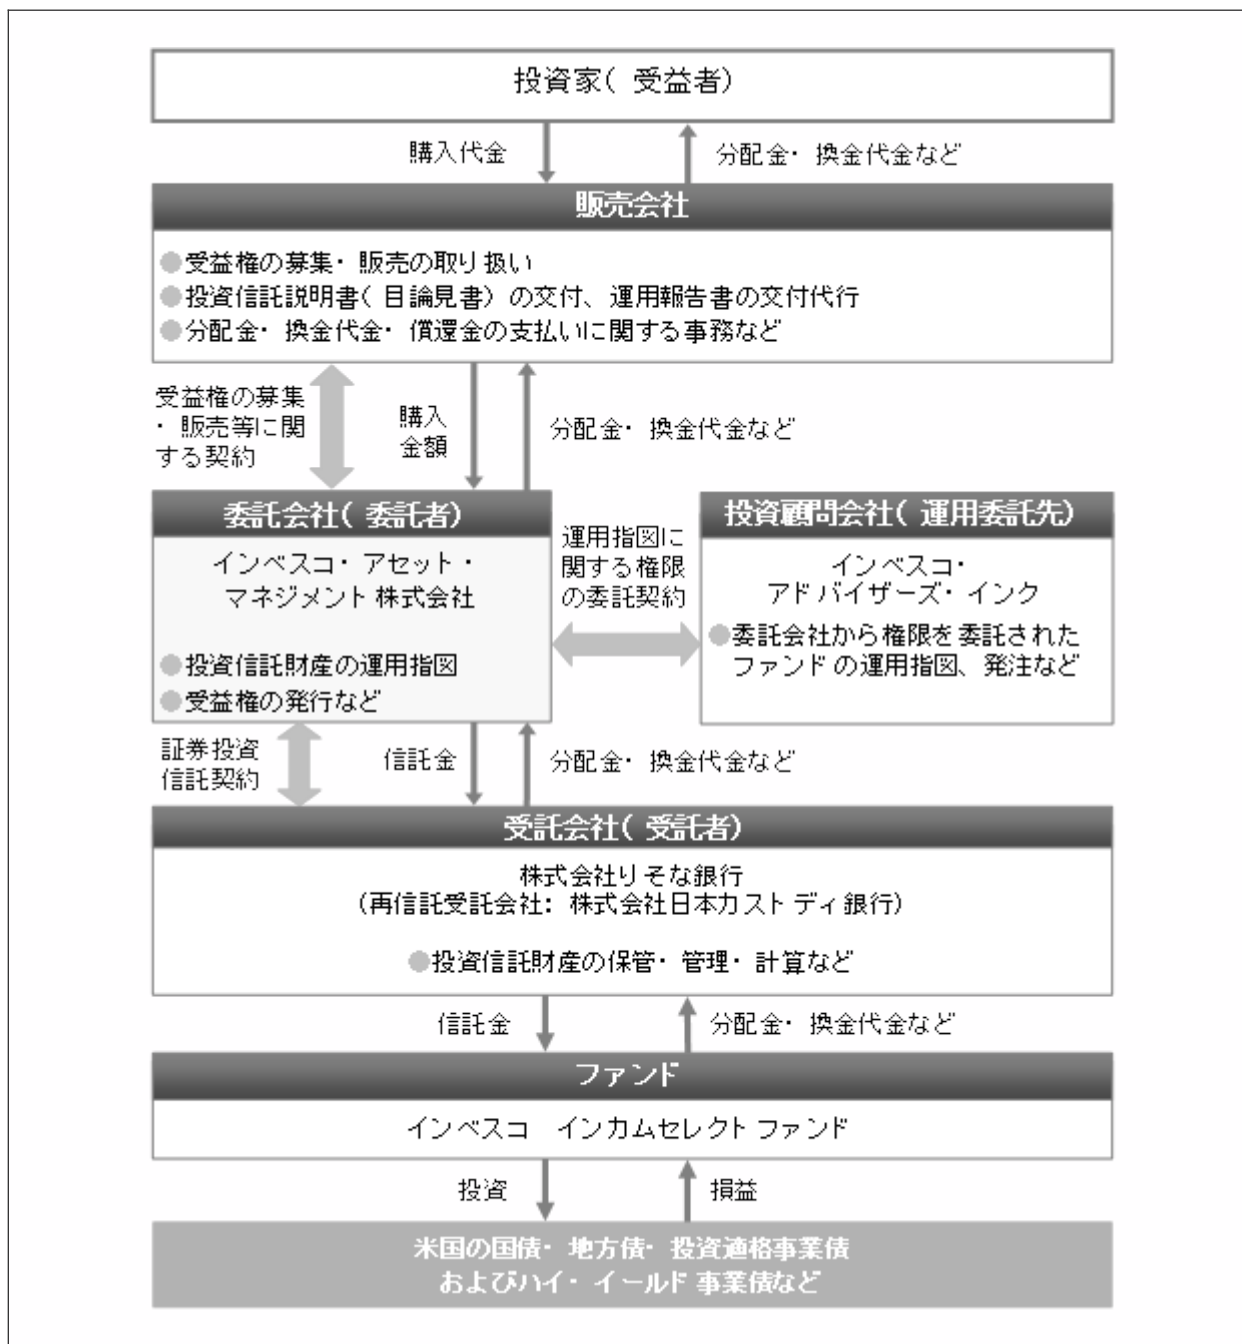 投資家(受益者)
購入代金
分配金・換金代金など
販売会社
●受益権の募集・販売の取り扱い
●投資信託説明書(目論見書)の交付、運用報告書の交付代行
●分配金・換金代金・償還金の支払いに関する事務など
受益権の募集
・販売等に関
する契約
購入
金額
分配金・換金代金など
委託会社(委託者)
インベスコ・アセット・
マネジメント株式会社
●投資信託財産の運用指図
●受益権の発行など
運用指図に
関する権限
の委託契約
投資顧問会社(運用委託先)
インベスコ・
アドバイザーズ・インク
●委託会社から権限を委託された
ファンドの運用指図、発注など
証券投資
信託契約
信託金
分配金・換金代金など
受託会社(受託者)
株式会社りそな銀行
(再信託受託会社:株式会社日本カストディ銀行)
●投資信託財産の保管・管理・計算など
信託金
分配金・換金代金など
ファンド
インベスコ インカムセレクトファンド
投資
損益
米国の国債・地方債・投資適格事業債
およびハイ・イールド事業債など